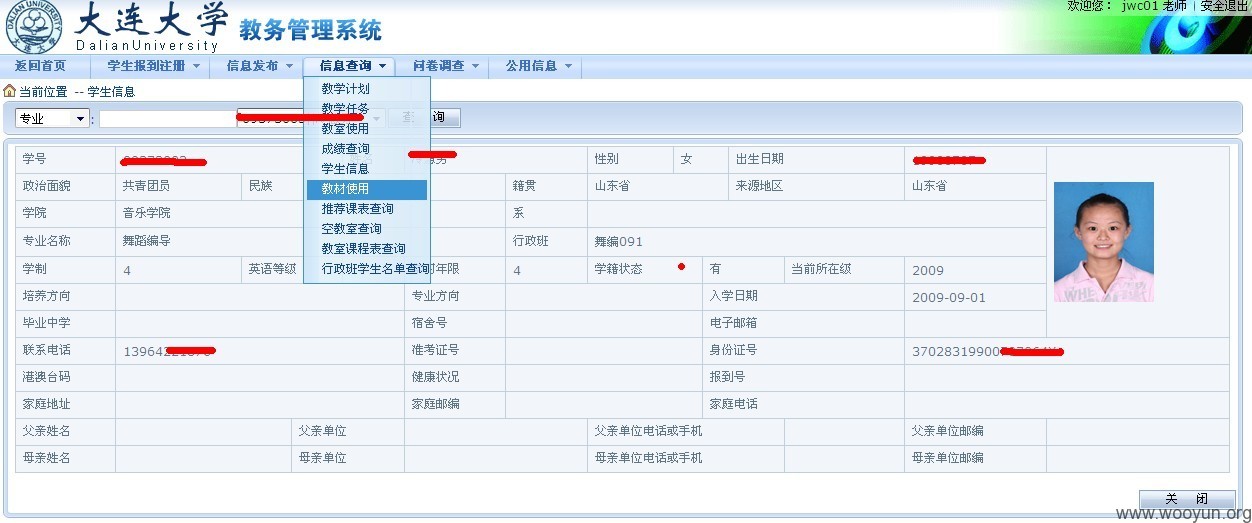 欢迎您： jwc01 老师 | 安全退出
大连大学
DalianUniversity
教务管理系统
返回首页 学生报到注册 信息发布 信息查询 问卷调查 公用信息
当前位置 -- 学生信息
教学计划
教学任务
教室使用
成绩查询
学生信息
教材使用
推荐课表查询
空教室查询
教室课程表查询
行政班学生名单查询
专业 : 询
学号 性别 女 出生日期
政治面貌 共青团员 民族 籍贯 山东省 来源地区 山东省
学院 音乐学院 系
专业名称 舞蹈编导 行政班 舞编091
学制 4 英语等级 年限 4 学籍状态 有 当前所在级 2009
培养方向 专业方向 入学日期 2009-09-01
毕业中学 宿舍号 电子邮箱
联系电话 13964 准考证号 身份证号 3702831990
港澳台码 健康状况 报到号
家庭地址 家庭邮编 家庭电话
父亲姓名 父亲单位 父亲单位电话或手机 父亲单位邮编
母亲姓名 母亲单位 母亲单位电话或手机 母亲单位邮编
关 闭
www.wooyun.org